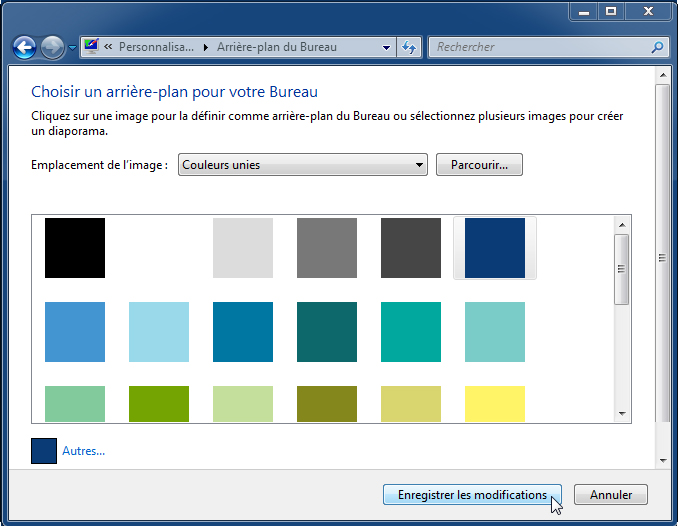 « Personnalisa... Arrière-plan du Bureau
Rechercher
Choisir un arrière-plan pour votre Bureau
Cliquez sur une image pour la définir comme arrière-plan du Bureau ou sélectionnez plusieurs images pour créer
un diaporama.
Emplacement de l'image : Couleurs unies Parcourir...
Autres...
Enregistrer les modifications Annuler